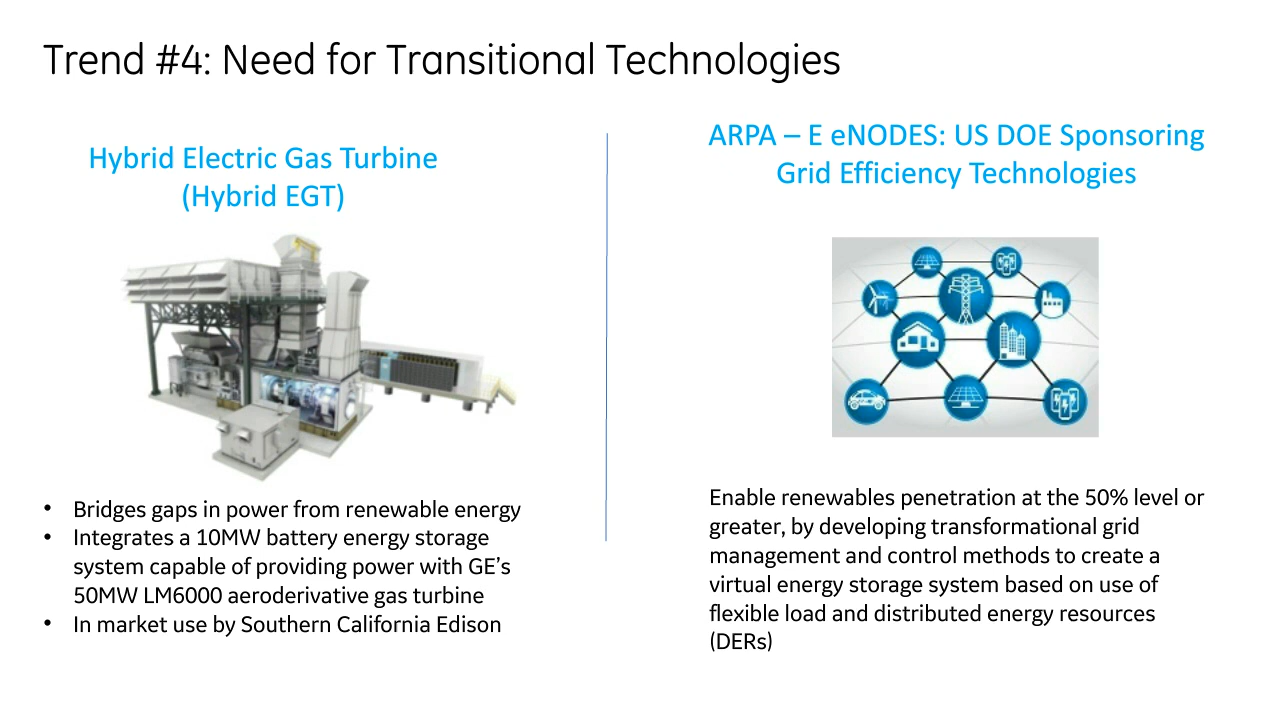 Trend #4: Need for Transitional Technologies
Hybrid Electric Gas Turbine
(Hybrid EGT)
• Bridges gaps in power from renewable energy
• Integrates a 10MW battery energy storage
system capable of providing power with GE’s
50MW LM6000 aeroderivative gas turbine
• In market use by Southern California Edison
ARPA – E eNODES: US DOE Sponsoring
Grid Efficiency Technologies
Enable renewables penetration at the 50% level or
greater, by developing transformational grid
management and control methods to create a
virtual energy storage system based on use of
flexible load and distributed energy resources
(DERs)